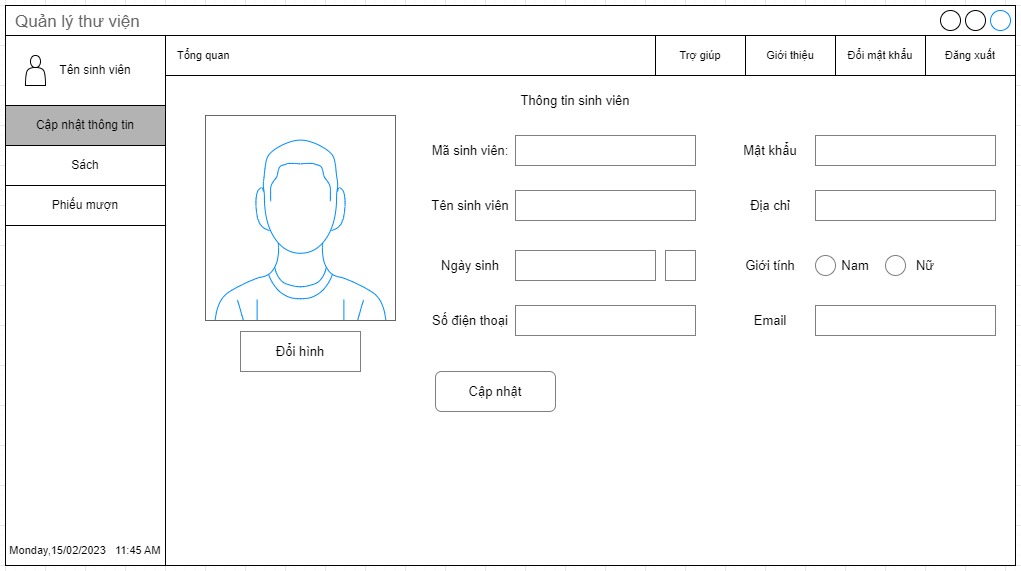 Quản lý thư viện
Tên sinh viên
Tổng quan
Trợ giúp
Giới thiệu
Đổi mật khẩu
Đăng xuất
Cập nhật thông tin
Sách
Phiếu mượn
Thông tin sinh viên
Mã sinh viên:
Mật khẩu
Tên sinh viên
Địa chỉ
Ngày sinh
Giới tính
Nam
Nữ
Số điện thoại
Email
Đổi hình
Cập nhật
Monday,15/02/2023 11:45 AM